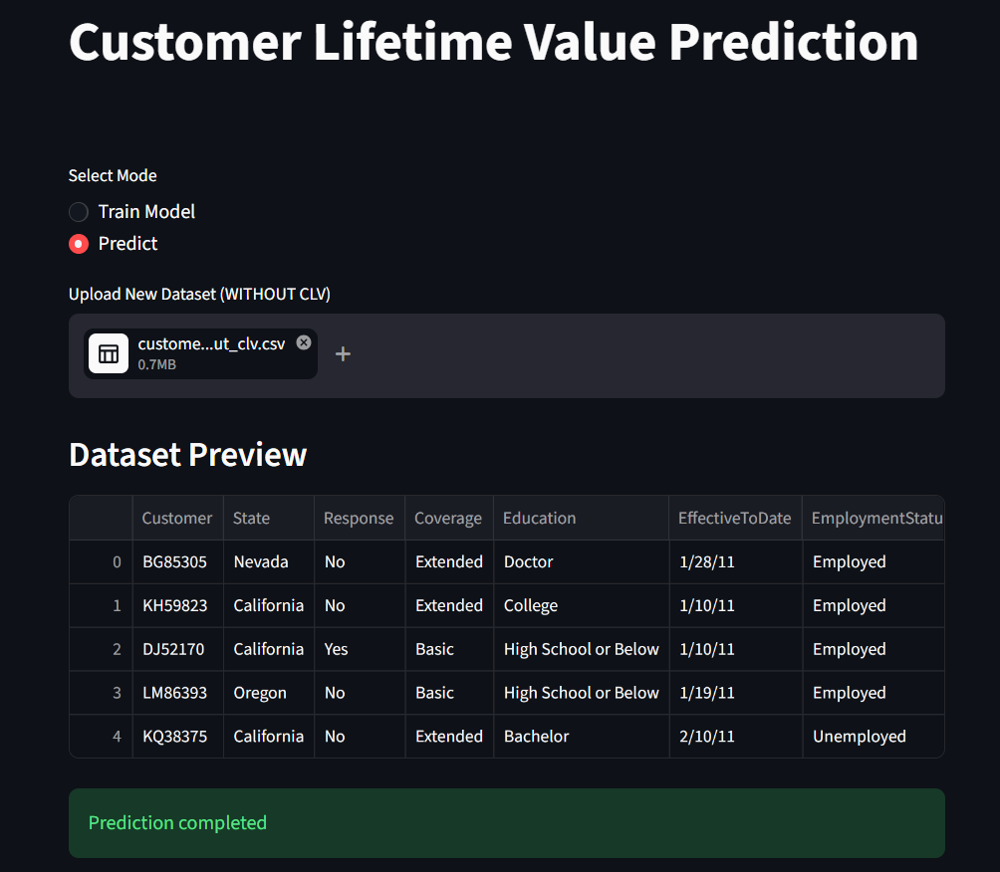 Customer Lifetime Value Prediction
Select Mode
Train Model
Predict
Upload New Dataset (WITHOUT CLV)
custome...ut_clv.csv
0.7MB
Dataset Preview
Customer State Response Coverage Education EffectiveToDate EmploymentStatu
0 BG85305 Nevada No Extended Doctor 1/28/11 Employed
1 KH59823 California No Extended College 1/10/11 Employed
2 DJ52170 California Yes Basic High School or Below 1/10/11 Employed
3 LM86393 Oregon No Basic High School or Below 1/19/11 Employed
4 KQ38375 California No Extended Bachelor 2/10/11 Unemployed
Prediction completed